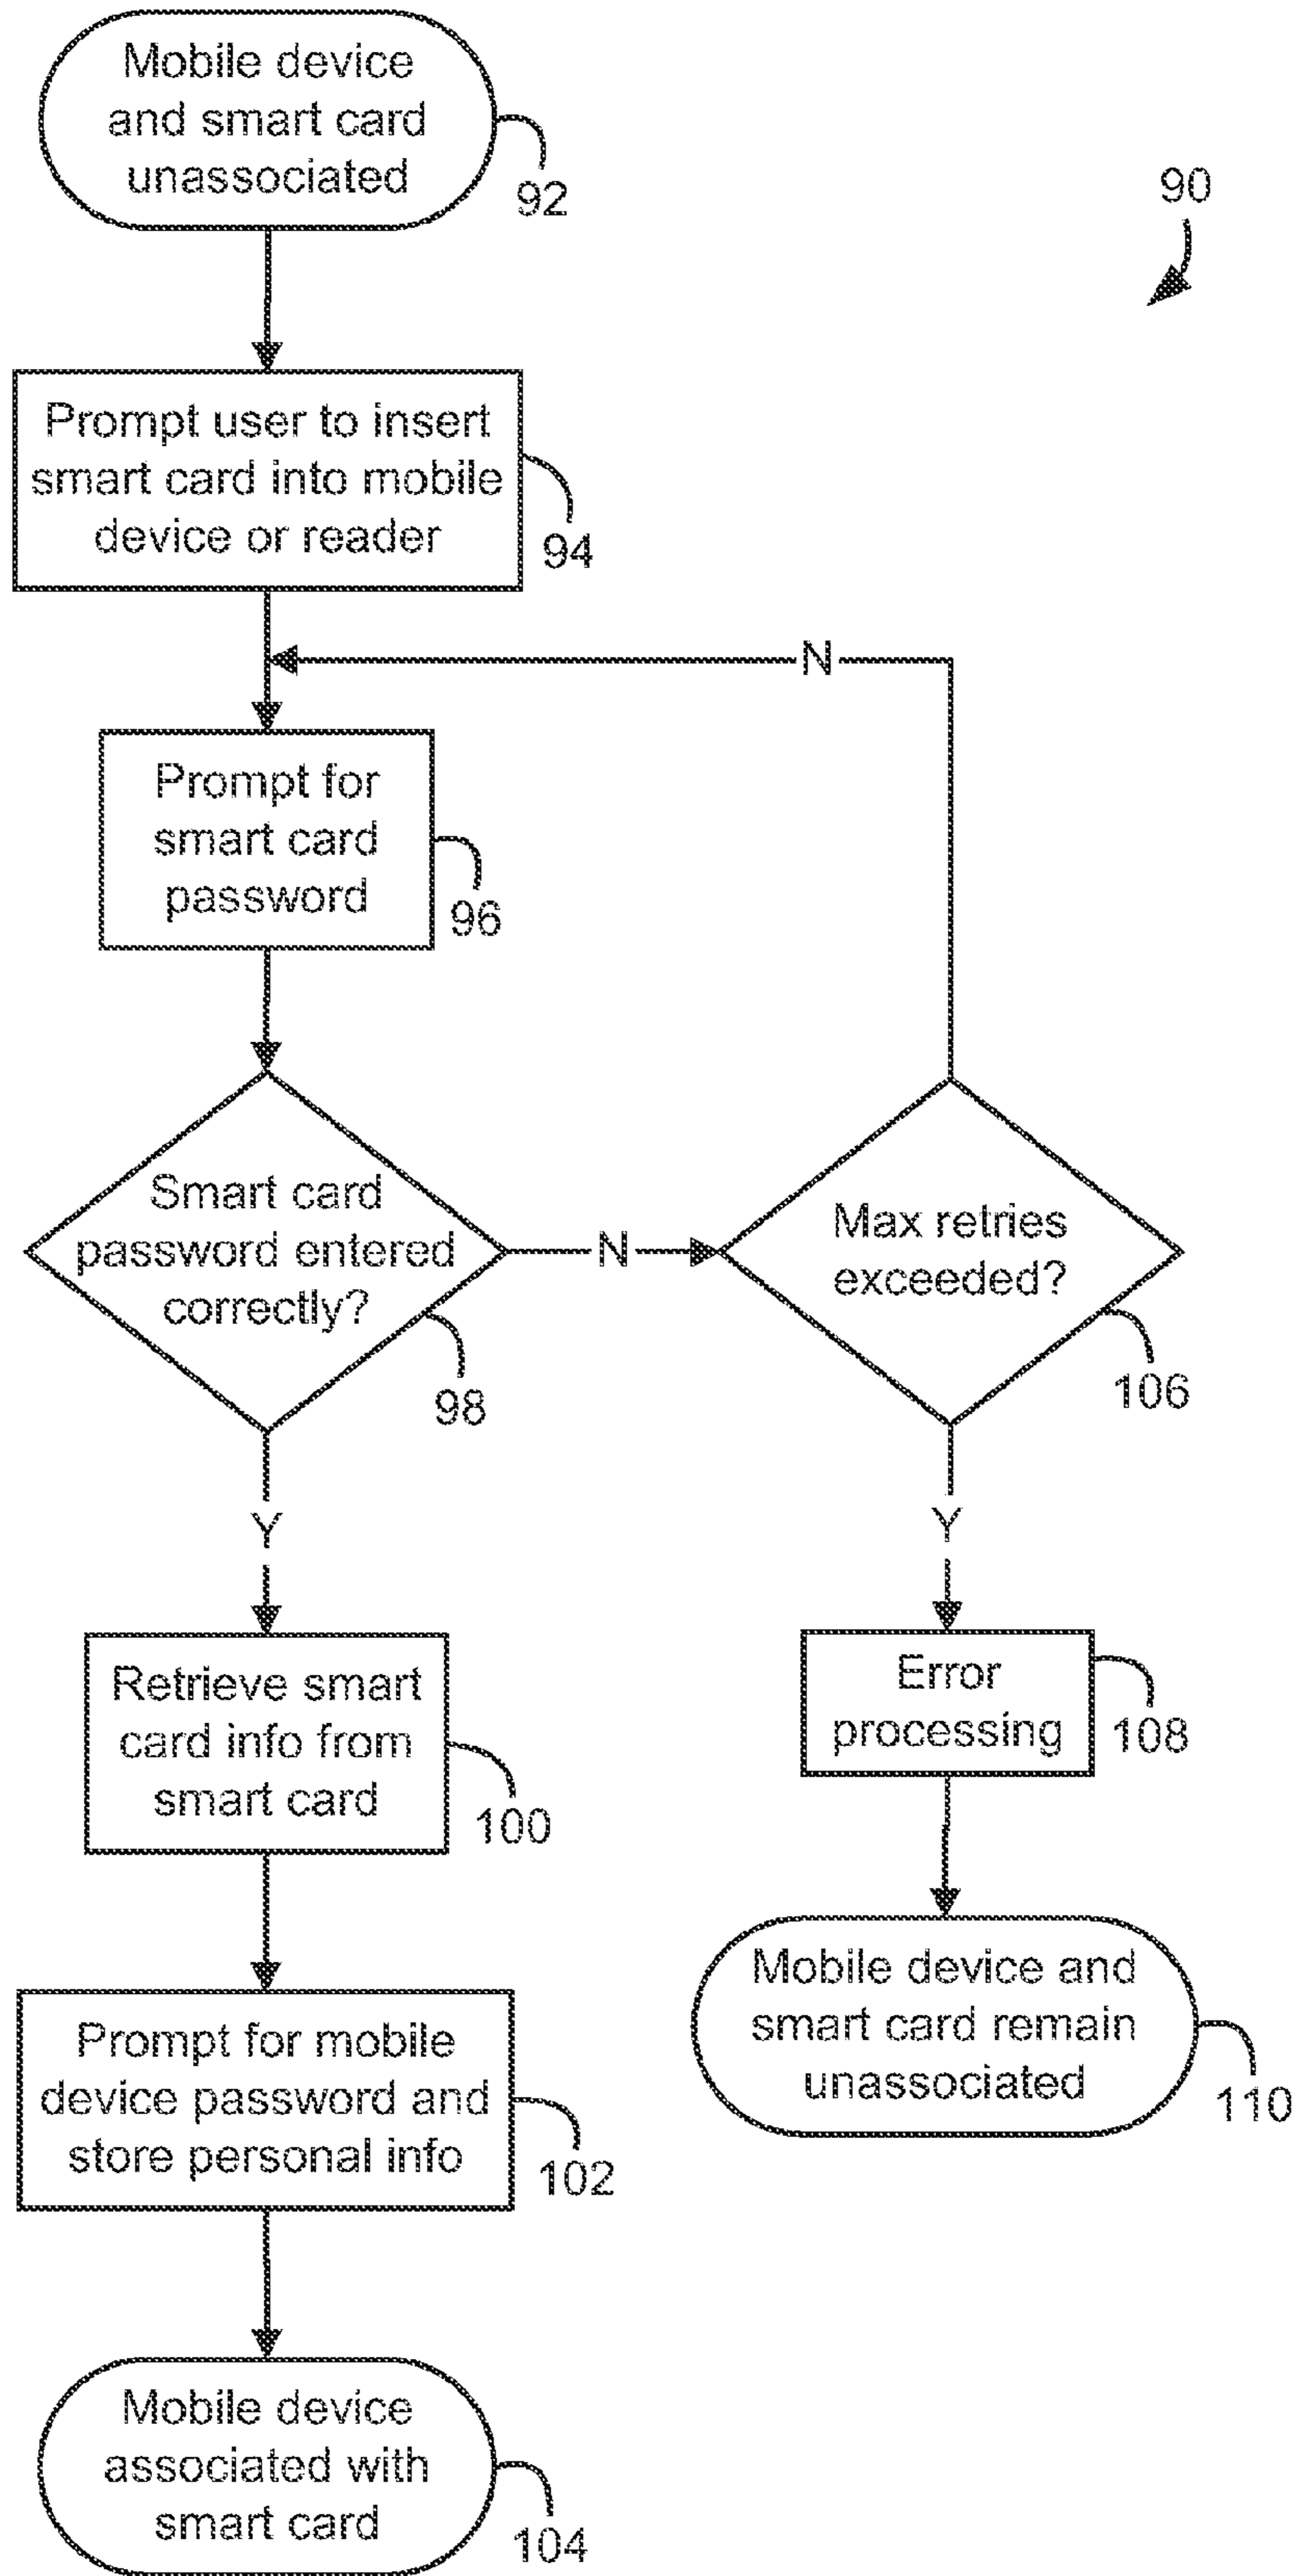 Mobile device
and smart card
unassociated
92
90
Prompt user to insert
smart card into mobile
device or reader
94
N
Prompt for
smart card
password
96
Smart card
password entered
correctly?
98
N
Max retries
exceeded?
106
Y
Y
Retrieve smart
card info from
smart card
100
Error
processing
108
Prompt for mobile
device password and
store personal info
102
Mobile device and
smart card remain
unassociated
110
Mobile device
associated with
smart card
104